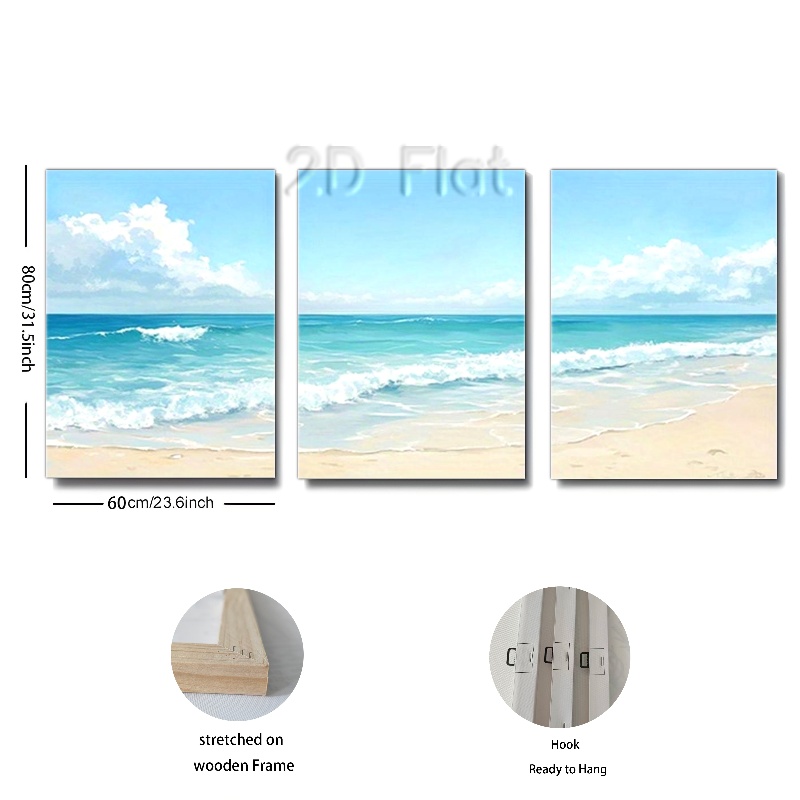 2D Flat
80cm/31.5inch
60cm/23.6inch
stretched on
wooden Frame
Hook
Ready to Hang